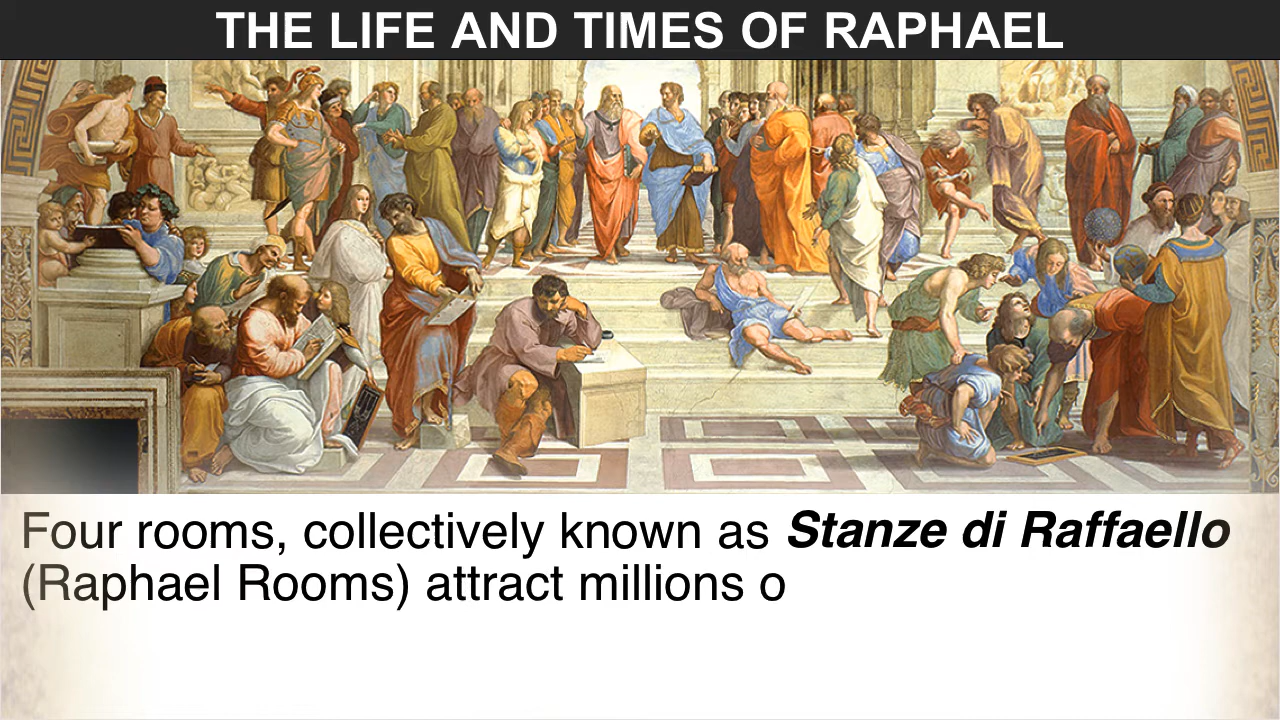 THE LIFE AND TIMES OF RAPHAEL
Four rooms, collectively known as Stanze di Raffaello
(Raphael Rooms) attract millions o